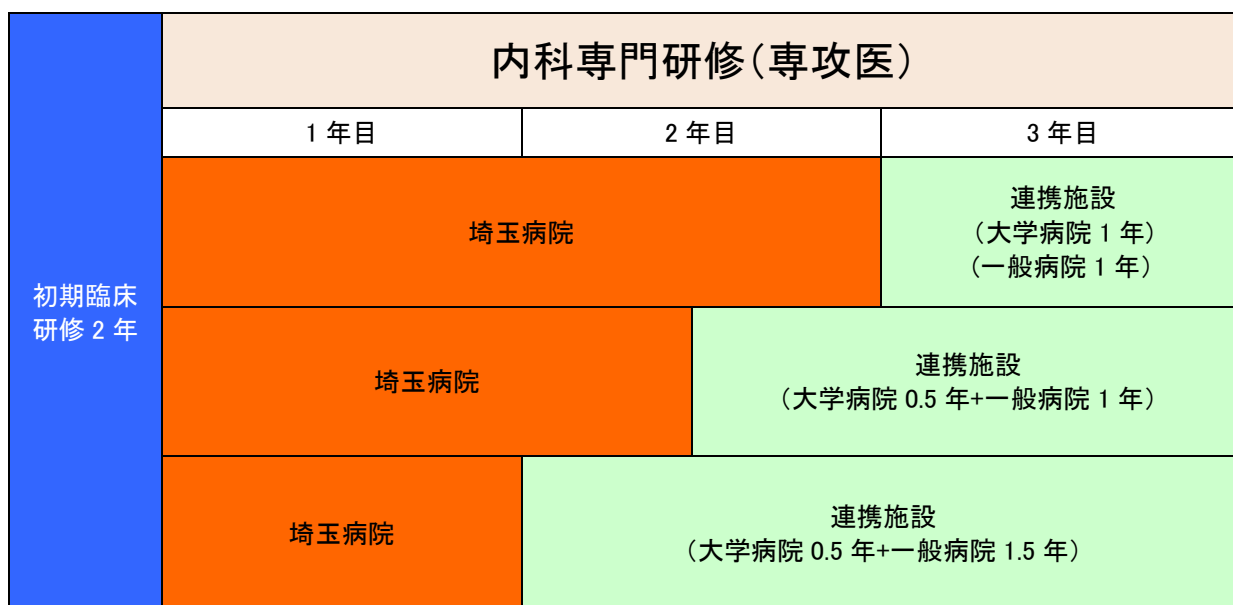 内科専門研修（専攻医）
初期臨床
研修 2 年
1 年目
2 年目
3 年目
埼玉病院
連携施設
（大学病院 1 年）
（一般病院 1 年）
埼玉病院
連携施設
（大学病院 0.5 年+一般病院 1 年）
埼玉病院
連携施設
（大学病院 0.5 年+一般病院 1.5 年）